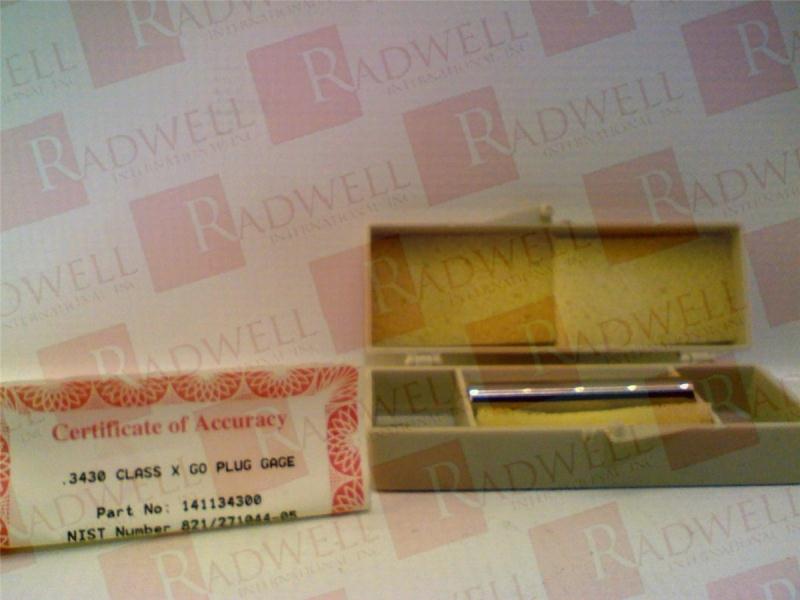 Certificate of Accuracy
.3430 CLASS X GO PLUG GAGE
Part No: 141134300
NIST Number 821/271044-05
RADWELL
INTERNATIONAL, INC.